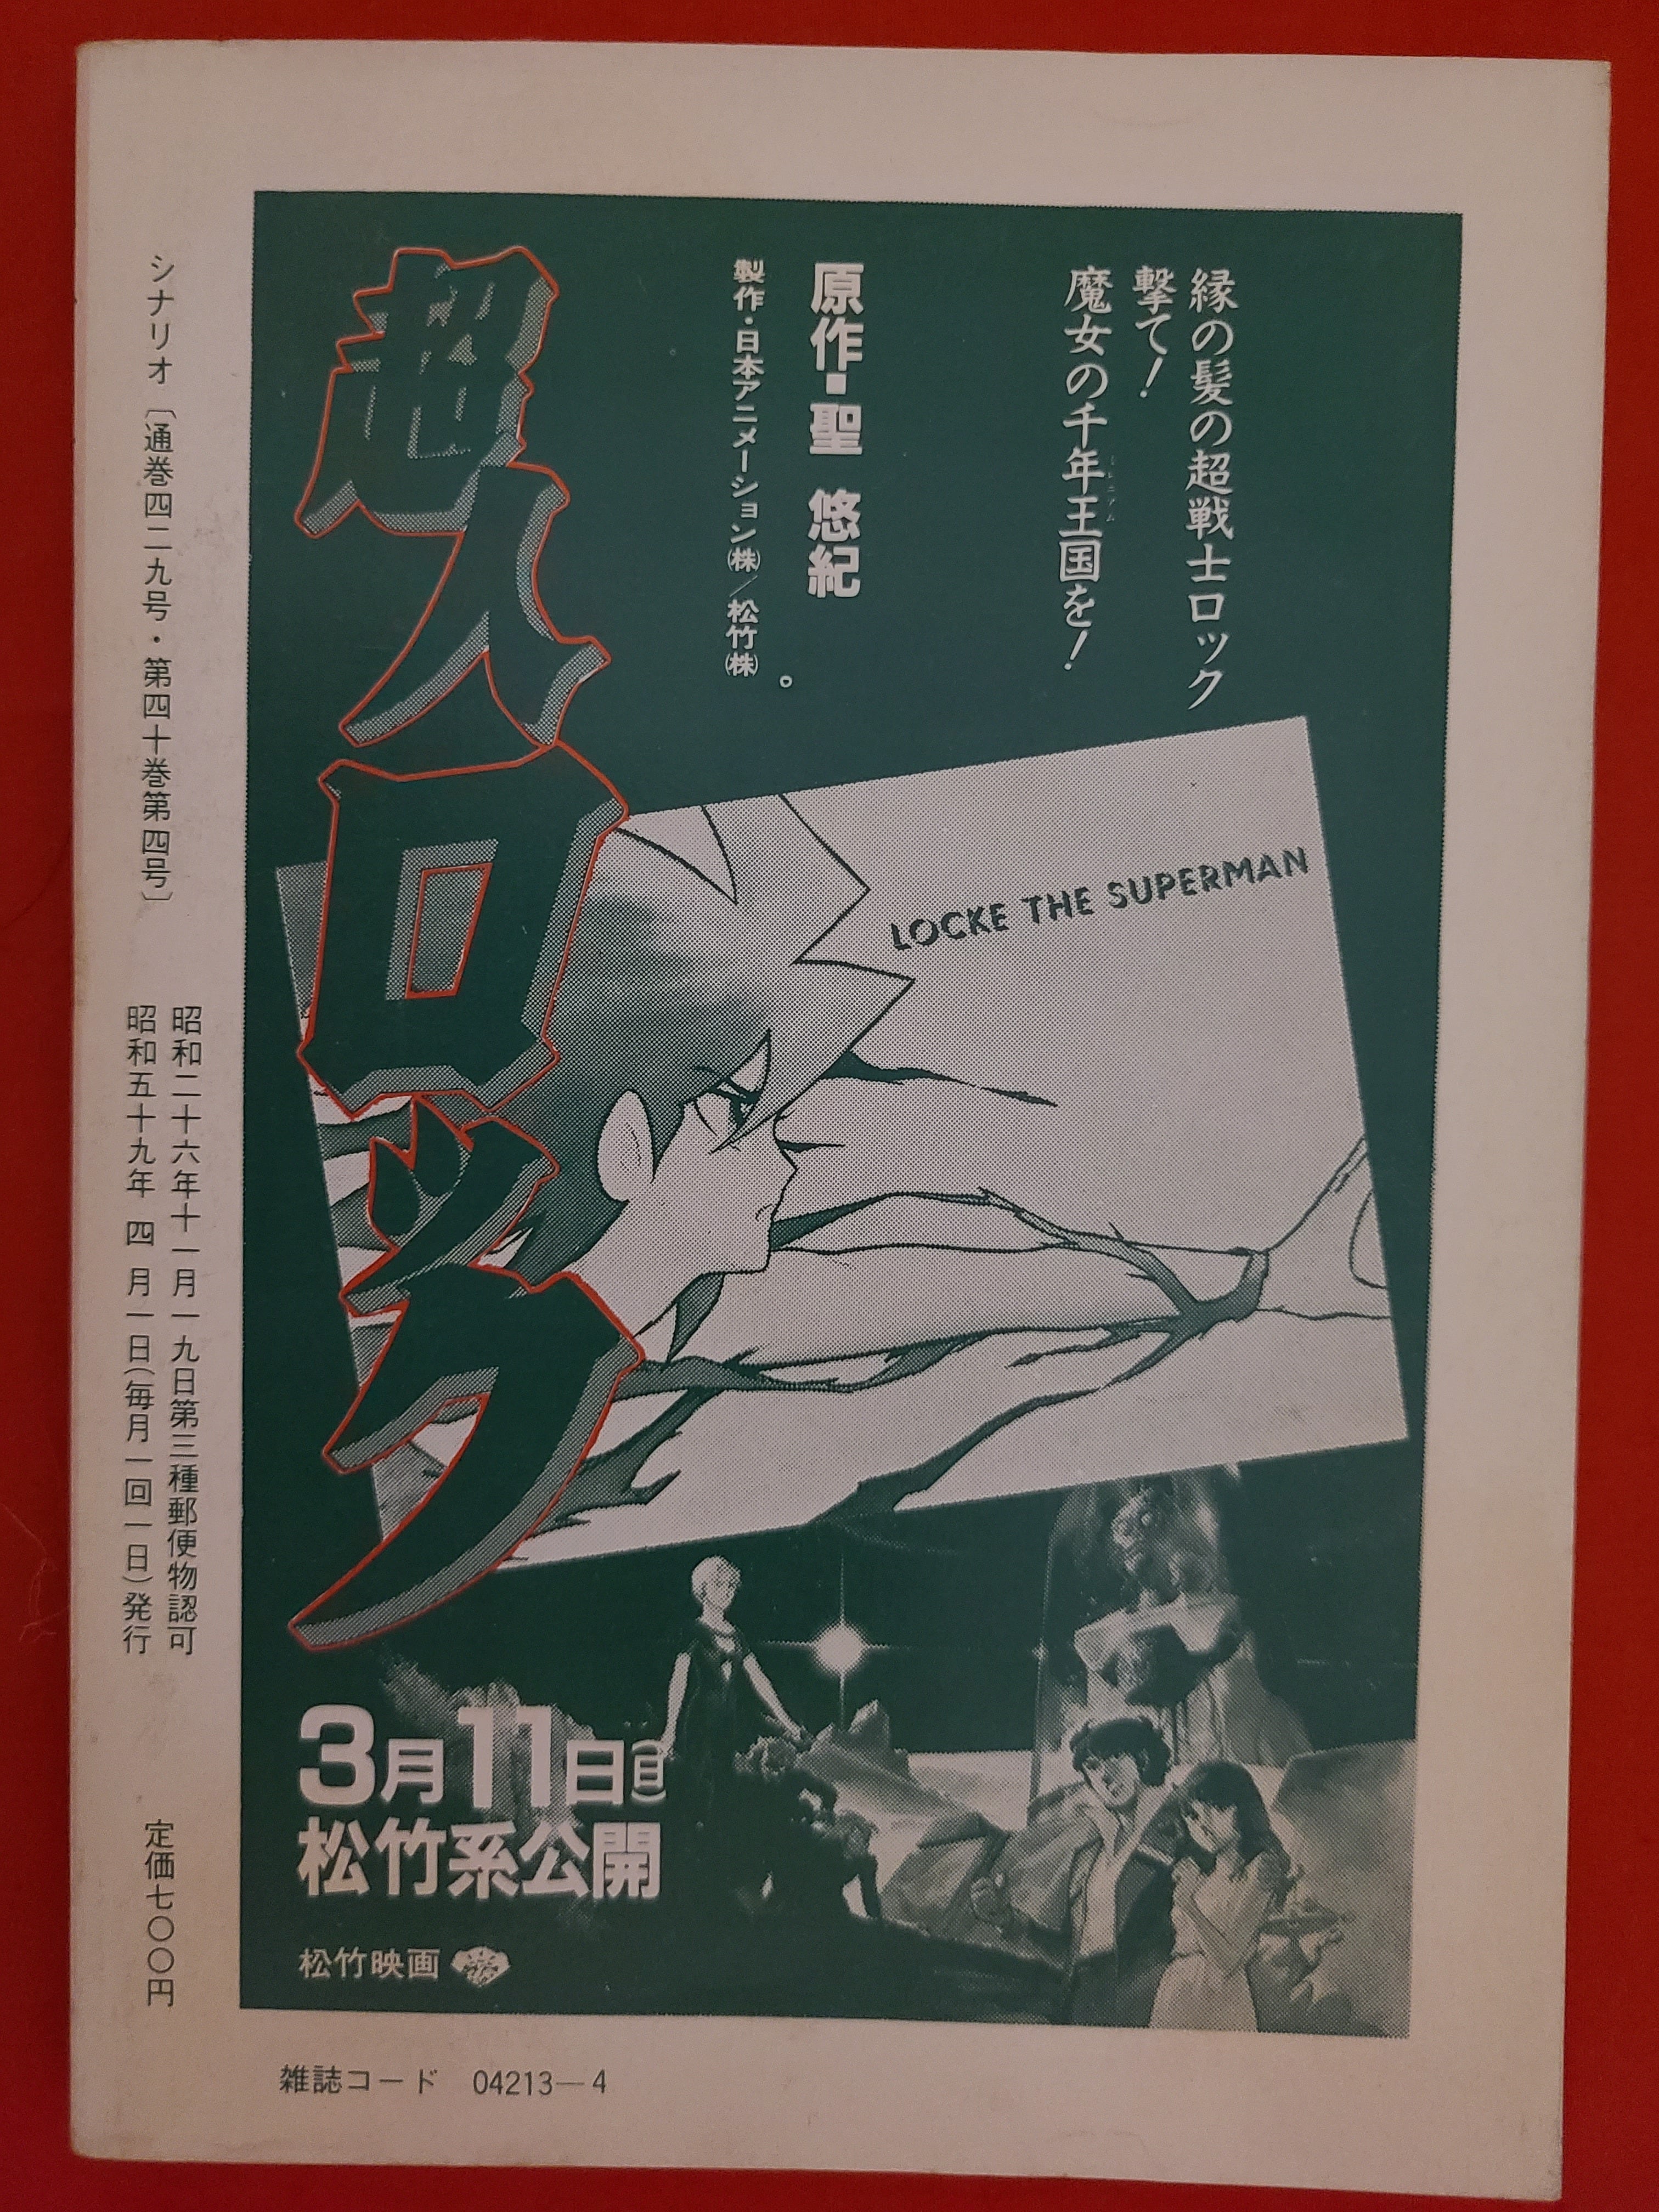 緑の髪の超戦士ロック
撃て!
魔女の千年王国を!
ミレニアム
原作・聖 悠紀
製作・日本アニメーション㈱/松竹㈱
。
超人ロック
LOCKE THE SUPERMAN
3月11日(日)
松竹系公開
松竹映画
シナリオ〔通巻四二九号・第四十巻第四号〕
昭和二十六年十一月一九日第三種郵便物認可
昭和五十九年 四 月一日(毎月一回一日)発行
定価七〇〇円
雑誌コード 04213—4